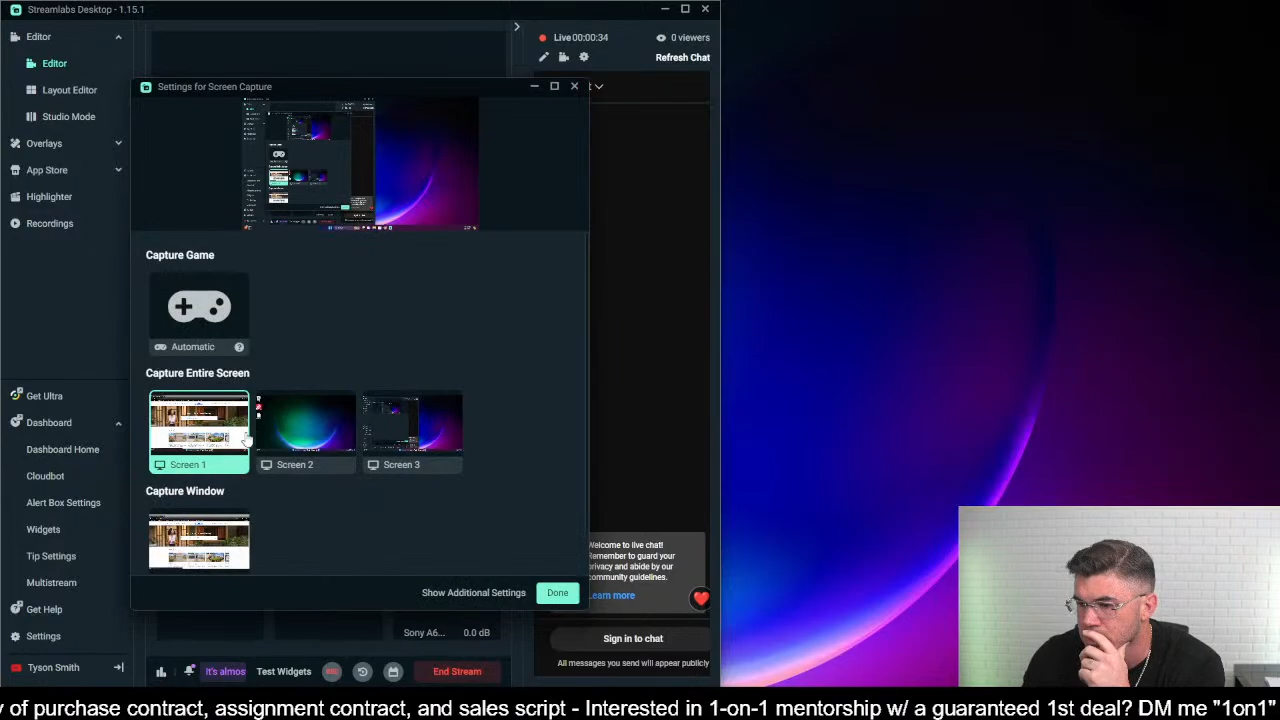 Streamlabs Desktop - 1.15.1
Editor
Editor
Layout Editor
Studio Mode
Overlays
App Store
Highlighter
Recordings
Get Ultra
Dashboard
Dashboard Home
Cloudbot
Alert Box Settings
Widgets
Tip Settings
Multistream
Get Help
Settings
Tyson Smith
Settings for Screen Capture
Capture Game
Automatic
Capture Entire Screen
Screen 1
Screen 2
Screen 3
Capture Window
Show Additional Settings
Done
Live 00:00:34
0 viewers
Refresh Chat
Welcome to live chat!
Remember to guard your
privacy and abide by our
community guidelines.
Learn more
Sign in to chat
All messages you send will appear publicly
Sony A6...
0.0 dB
It's almos
Test Widgets
REC
End Stream
y of purchase contract, assignment contract, and sales script - Interested in 1-on-1 mentorship w/ a guaranteed 1st deal? DM me "1on1"